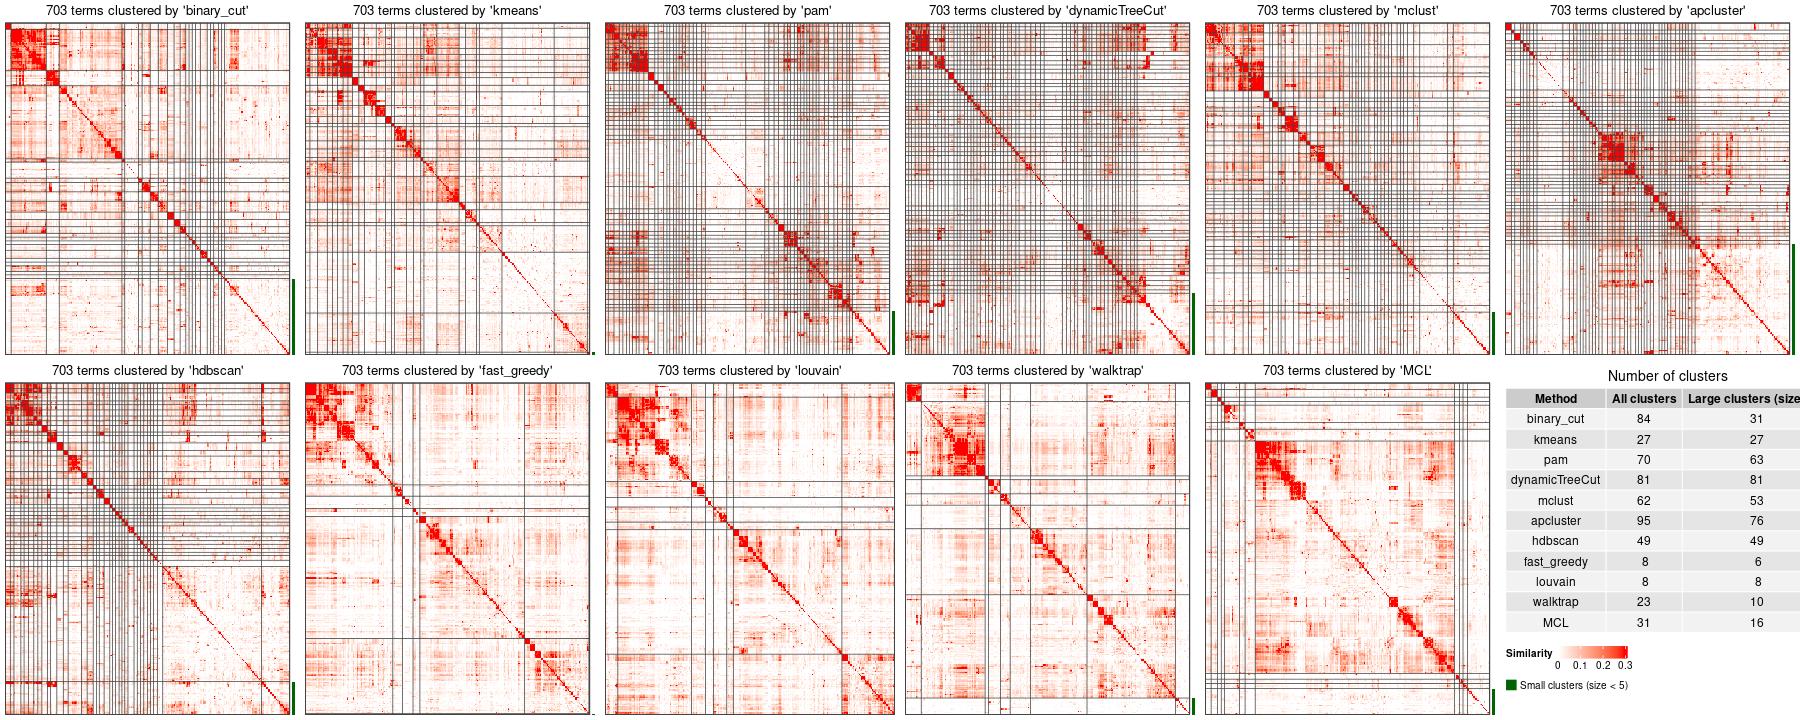 703 terms clustered by 'binary_cut'
703 terms clustered by 'kmeans'
703 terms clustered by 'pam'
703 terms clustered by 'dynamicTreeCut'
703 terms clustered by 'mclust'
703 terms clustered by 'apcluster'
703 terms clustered by 'hdbscan'
703 terms clustered by 'fast_greedy'
703 terms clustered by 'louvain'
703 terms clustered by 'walktrap'
703 terms clustered by 'MCL'
Number of clusters
Method All clusters Large clusters (size
binary_cut 84 31
kmeans 27 27
pam 70 63
dynamicTreeCut 81 81
mclust 62 53
apcluster 95 76
hdbscan 49 49
fast_greedy 8 6
louvain 8 8
walktrap 23 10
MCL 31 16
Similarity
0 0.1 0.2 0.3
Small clusters (size < 5)